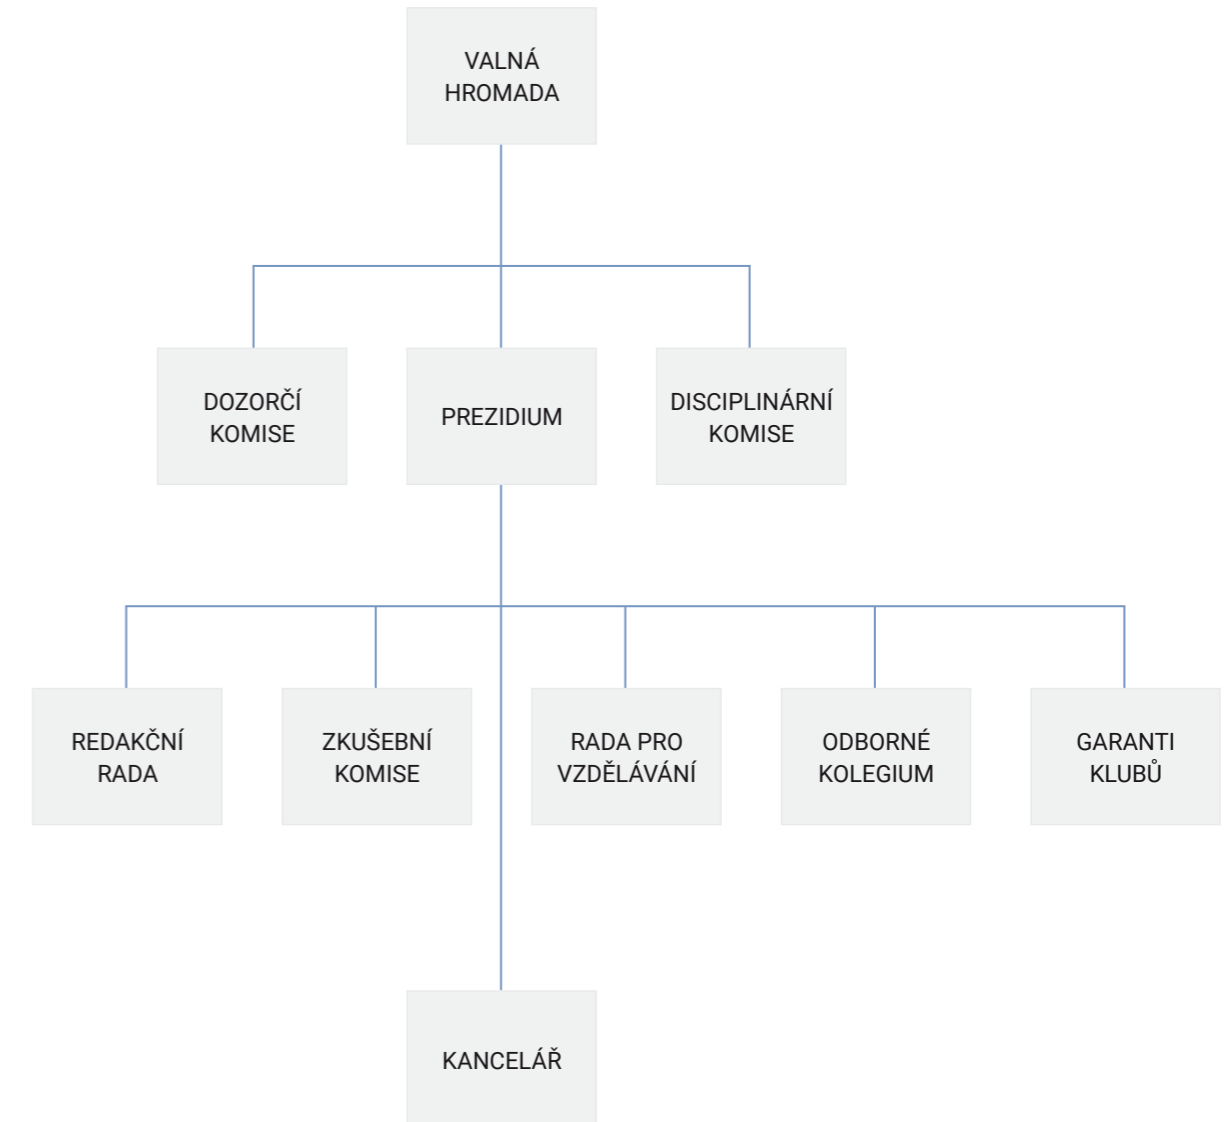 VALNÁ
HROMADA
DOZORČÍ
KOMISE
PREZIDIUM
DISCIPLINÁRNÍ
KOMISE
REDAKČNÍ
RADA
ZKUŠEBNÍ
KOMISE
RADA PRO
VZDĚLÁVÁNÍ
ODBORNÉ
KOLEGIUM
GARANTI
KLUBŮ
KANCELÁŘ